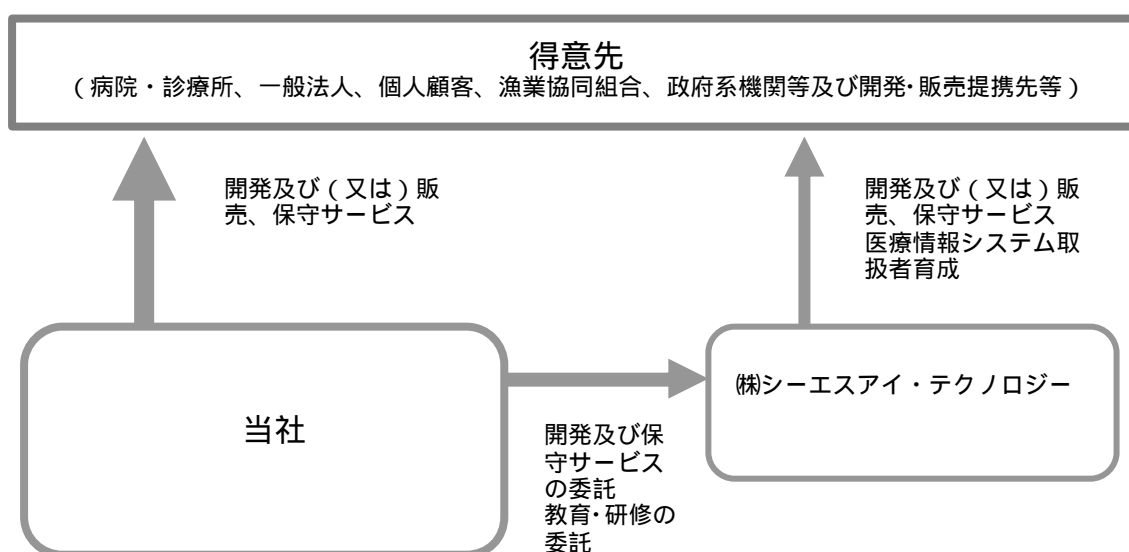 得意先
（病院・診療所、一般法人、個人顧客、漁業協同組合、政府系機関等及び開発・販売提携先等）
開発及び（又は）販
売、保守サービス
開発及び（又は）販
売、保守サービス
医療情報システム取
扱者育成
当社
㈱シーエスアイ・テクノロジー
開発及び保
守サービス
の委託
教育・研修の
委託